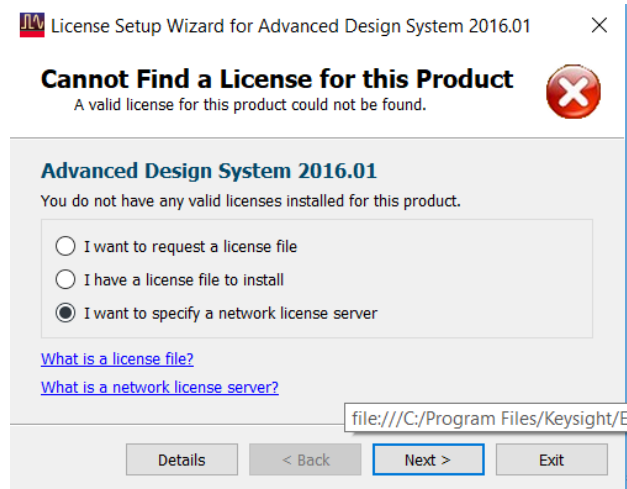 License Setup Wizard for Advanced Design System 2016.01
Cannot Find a License for this Product
A valid license for this product could not be found.
Advanced Design System 2016.01
You do not have any valid licenses installed for this product.
I want to request a license file
I have a license file to install
I want to specify a network license server
What is a license file?
What is a network license server?
file:///C:/Program Files/Keysight/E
Details
< Back
Next >
Exit